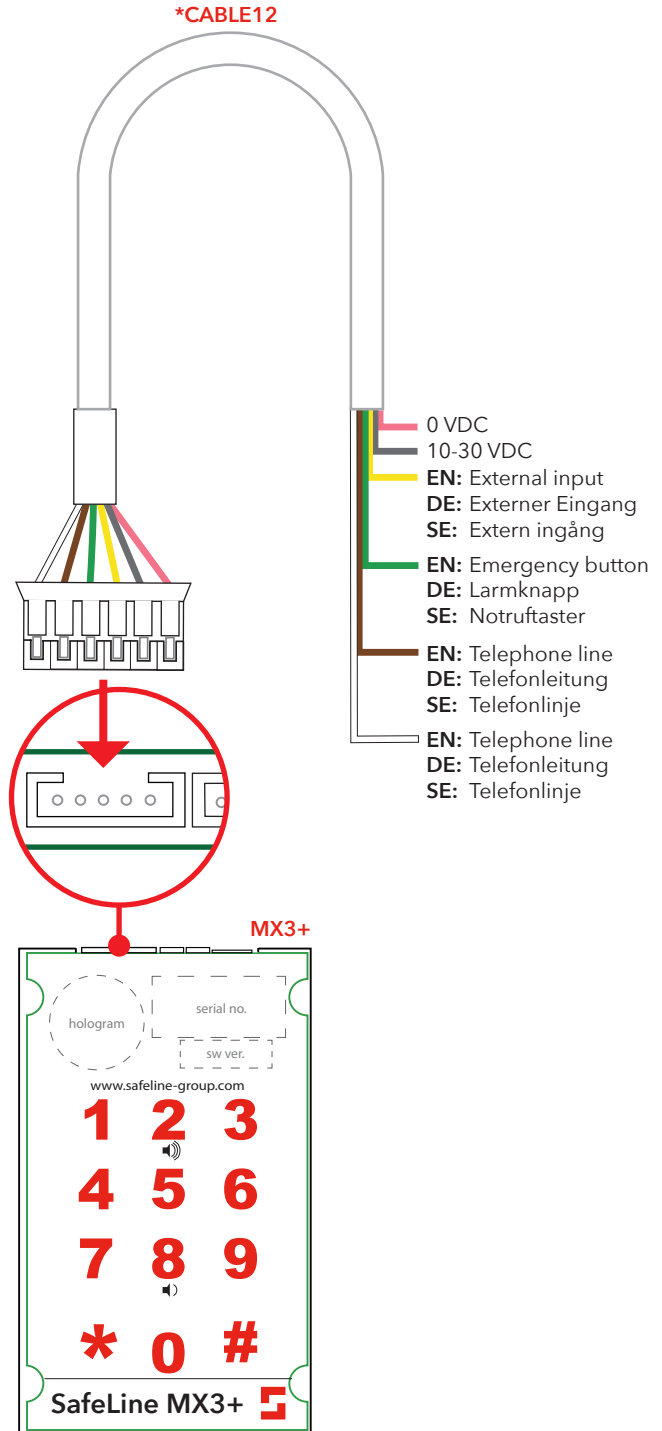 *CABLE12
0 VDC
10-30 VDC
EN: External input
DE: Externer Eingang
SE: Extern ingång
EN: Emergency button
DE: Larmknapp
SE: Notruftaster
EN: Telephone line
DE: Telefonleitung
SE: Telefonlinje
EN: Telephone line
DE: Telefonleitung
SE: Telefonlinje
MX3+
hologram
serial no.
sw ver.
www.safeline-group.com
1 2 3
4 5 6
7 8 9
* 0 #
SafeLine MX3+